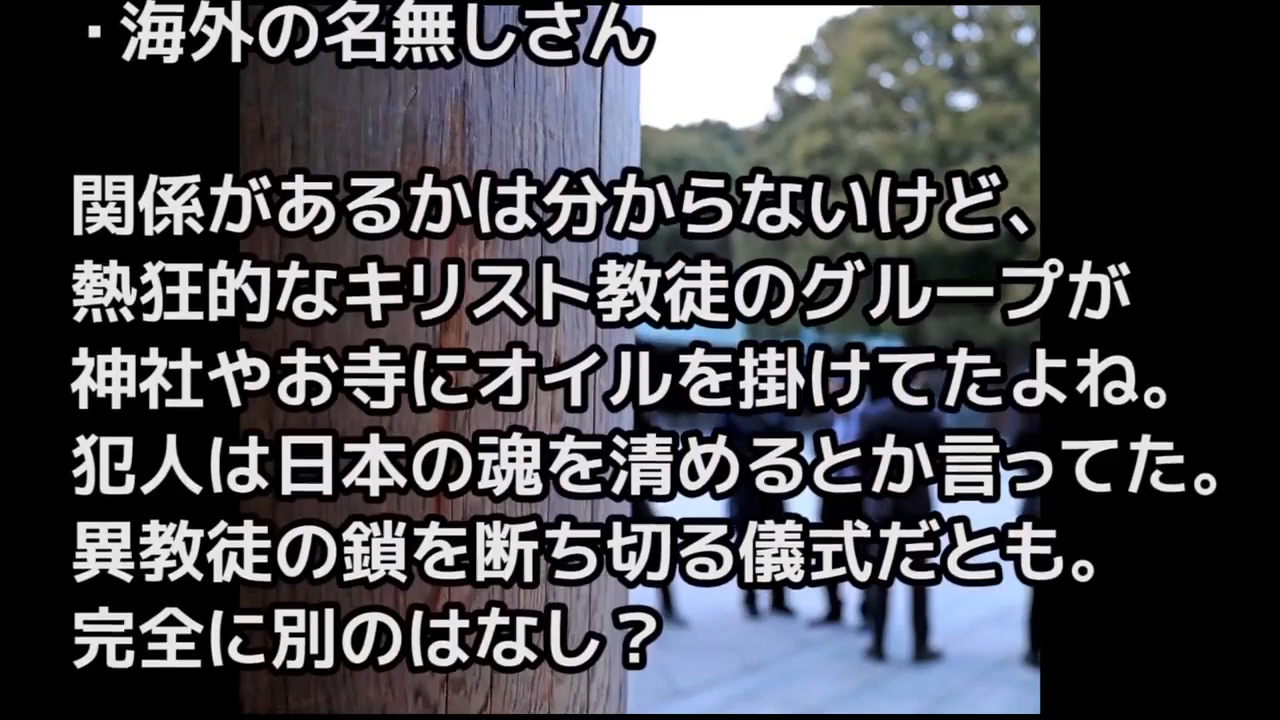 ・海外の名無しさん
関係があるかは分からないけど、
熱狂的なキリスト教徒のグループが
神社やお寺にオイルを掛けてたよね。
犯人は日本の魂を清めるとか言ってた。
異教徒の鎖を断ち切る儀式だとも。
完全に別のはなし？